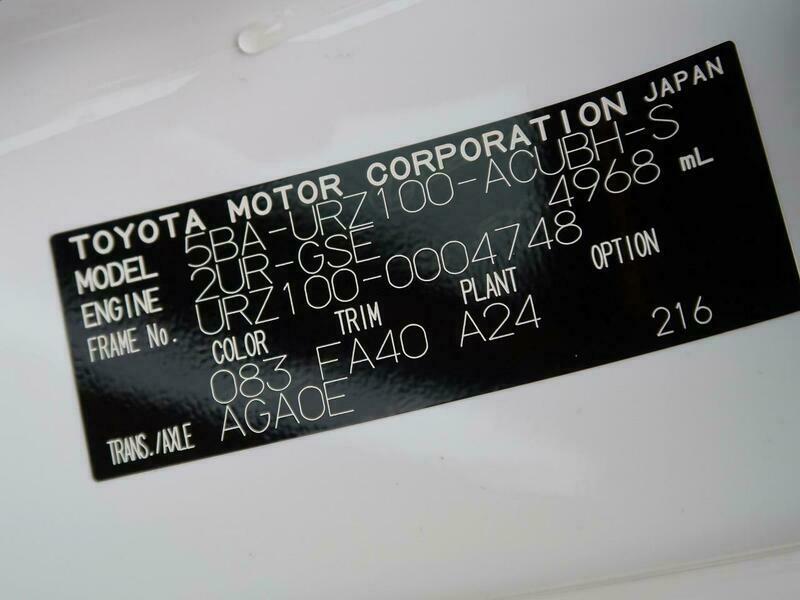 TOYOTA MOTOR CORPORATION JAPAN
MODEL 5BA-URZ100-ACUBH-S
ENGINE 2UR-GSE 4968 mL
FRAME No. URZ100-0004748
COLOR TRIM PLANT OPTION
083 EA40 A24 216
TRANS./AXLE AGA0E